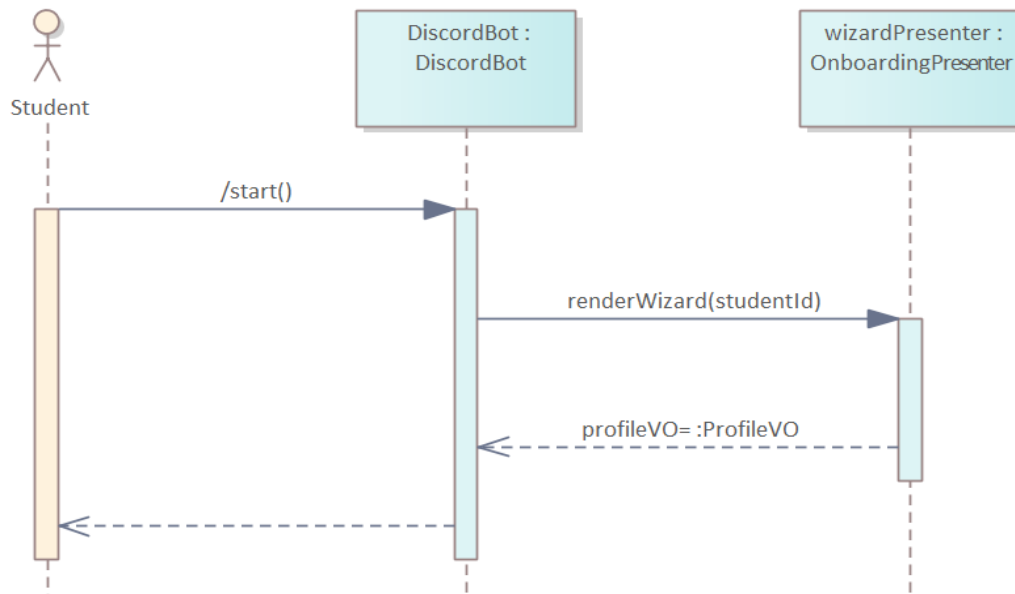 DiscordBot :
DiscordBot
wizardPresenter :
OnboardingPresenter
Student
/start()
renderWizard(studentId)
profileVO= :ProfileVO